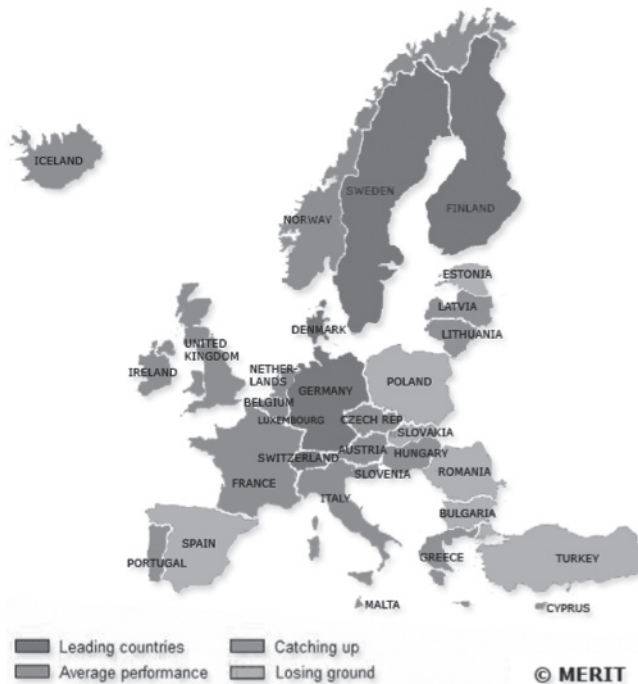 ICELAND
SWEDEN
FINLAND
NORWAY
ESTONIA
LATVIA
LITHUANIA
DENMARK
UNITED
KINGDOM
IRELAND
NETHER-
LANDS
BELGIUM
LUXEMBOURG
GERMANY
POLAND
CZECH REP
SLOVAKIA
AUSTRIA
HUNGARY
SWITZERLAND
SLOVENIA
ROMANIA
FRANCE
ITALY
BULGARIA
SPAIN
PORTUGAL
GREECE
TURKEY
MALTA
CYPRUS
Leading countries
Catching up
Average performance
Losing ground
© MERIT